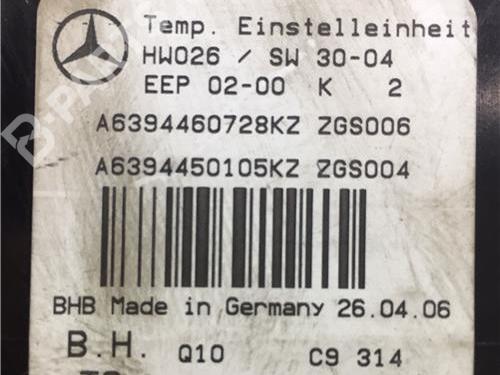 Temp. Einstelleinheit
HW026 / SW 30-04
EEP 02-00 K 2
A6394460728KZ ZGS006
A6394450105KZ ZGS004
BHB Made in Germany 26.04.06
B.H. Q10 C9 314